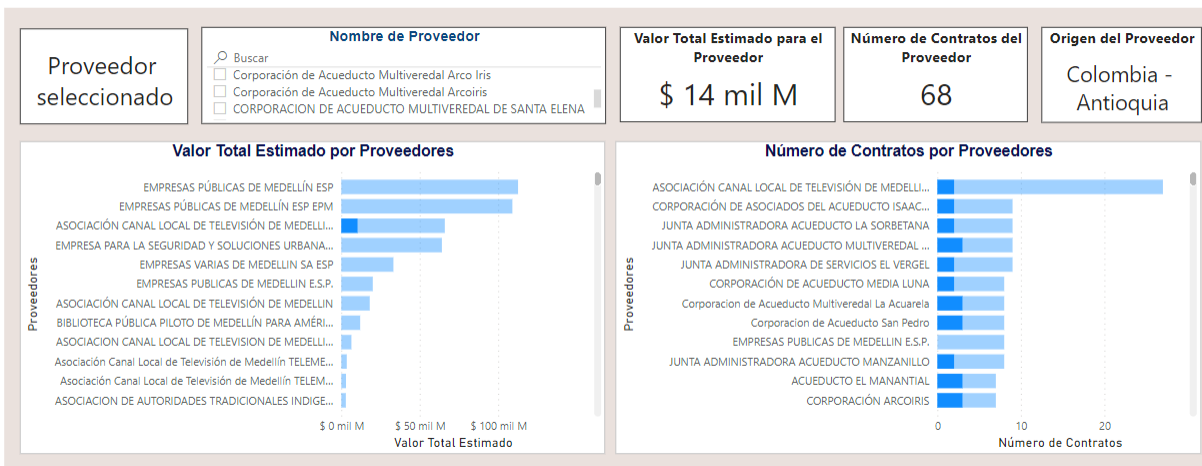 Proveedor
seleccionado
Nombre de Proveedor
Buscar
Corporación de Acueducto Multiveredal Arco Iris
Corporación de Acueducto Multiveredal Arcoiris
CORPORACION DE ACUEDUCTO MULTIVEREDAL DE SANTA ELENA
Valor Total Estimado para el
Proveedor
$ 14 mil M
Número de Contratos del
Proveedor
68
Origen del Proveedor
Colombia -
Antioquia
Valor Total Estimado por Proveedores
Proveedores
EMPRESAS PÚBLICAS DE MEDELLÍN ESP
EMPRESAS PÚBLICAS DE MEDELLÍN ESP EPM
ASOCIACIÓN CANAL LOCAL DE TELEVISIÓN DE MEDELLI...
EMPRESA PARA LA SEGURIDAD Y SOLUCIONES URBANA...
EMPRESAS VARIAS DE MEDELLIN SA ESP
EMPRESAS PUBLICAS DE MEDELLIN E.S.P.
ASOCIACIÓN CANAL LOCAL DE TELEVISIÓN DE MEDELLIN
BIBLIOTECA PÚBLICA PILOTO DE MEDELLÍN PARA AMÉRI...
ASOCIACION CANAL LOCAL DE TELEVISION DE MEDELLI...
Asociación Canal Local de Televisión de Medellín TELEME...
Asociación Canal Local de Televisión de Medellín TELEM...
ASOCIACION DE AUTORIDADES TRADICIONALES INDIGE...
$ 0 mil M $ 50 mil M $ 100 mil M
Valor Total Estimado
Número de Contratos por Proveedores
Proveedores
ASOCIACIÓN CANAL LOCAL DE TELEVISIÓN DE MEDELLI...
CORPORACIÓN DE ASOCIADOS DEL ACUEDUCTO ISAAC...
JUNTA ADMINISTRADORA ACUEDUCTO LA SORBETANA
JUNTA ADMINISTRADORA ACUEDUCTO MULTIVEREDAL ...
JUNTA ADMINISTRADORA DE SERVICIOS EL VERGEL
CORPORACIÓN DE ACUEDUCTO MEDIA LUNA
Corporacion de Acueducto Multiveredal La Acuarela
Corporacion de Acueducto San Pedro
EMPRESAS PUBLICAS DE MEDELLIN E.S.P.
JUNTA ADMINISTRADORA ACUEDUCTO MANZANILLO
ACUEDUCTO EL MANANTIAL
CORPORACIÓN ARCOIRIS
0 10 20
Número de Contratos